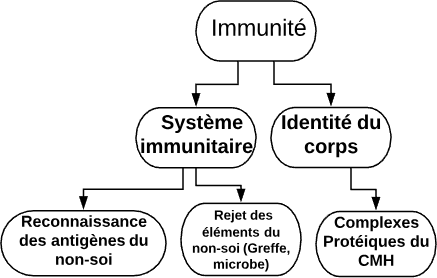 Immunité
Système
immunitaire
Identité du
corps
Reconnaissance
des antigènes du
non-soi
Rejet des
éléments du
non-soi (Greffe,
microbe)
Complexes
Protéiques du
CMH